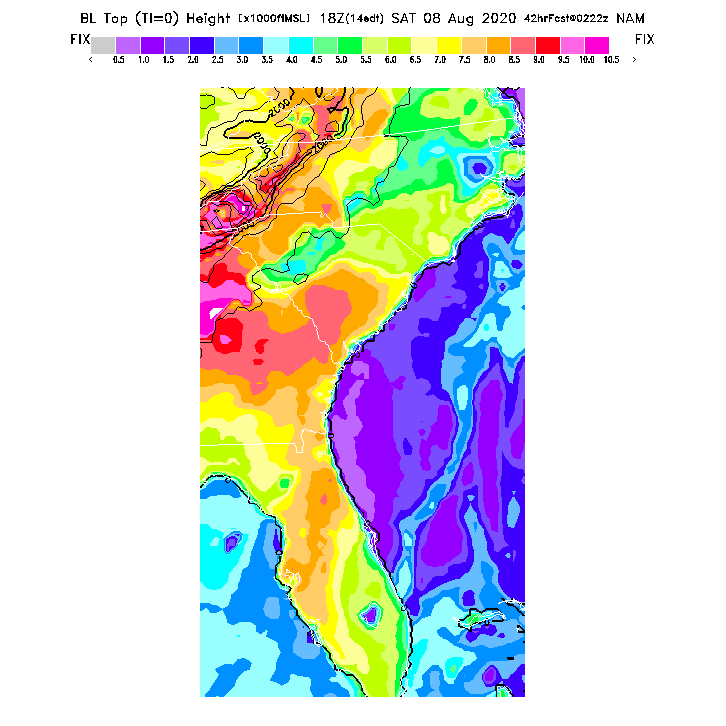 BL Top (TI=0) Height [x1000ftMSL] 18Z(14edt) SAT 08 Aug 2020 42hrFcst@0222z NAM
FIX FIX
< 0.5 1.0 1.5 2.0 2.5 3.0 3.5 4.0 4.5 5.0 5.5 6.0 6.5 7.0 7.5 8.0 8.5 9.0 9.5 10.0 10.5 >
2000
2000